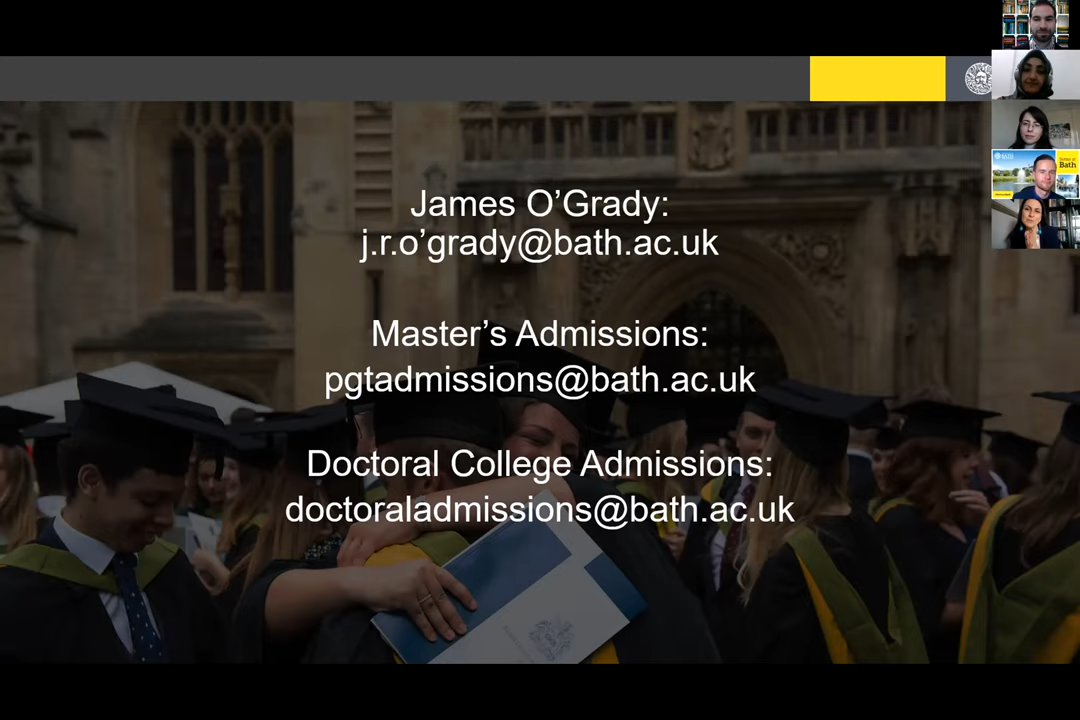 James O’Grady:
j.r.o’grady@bath.ac.uk
Master’s Admissions:
pgtadmissions@bath.ac.uk
Doctoral College Admissions:
doctoraladmissions@bath.ac.uk
Bath